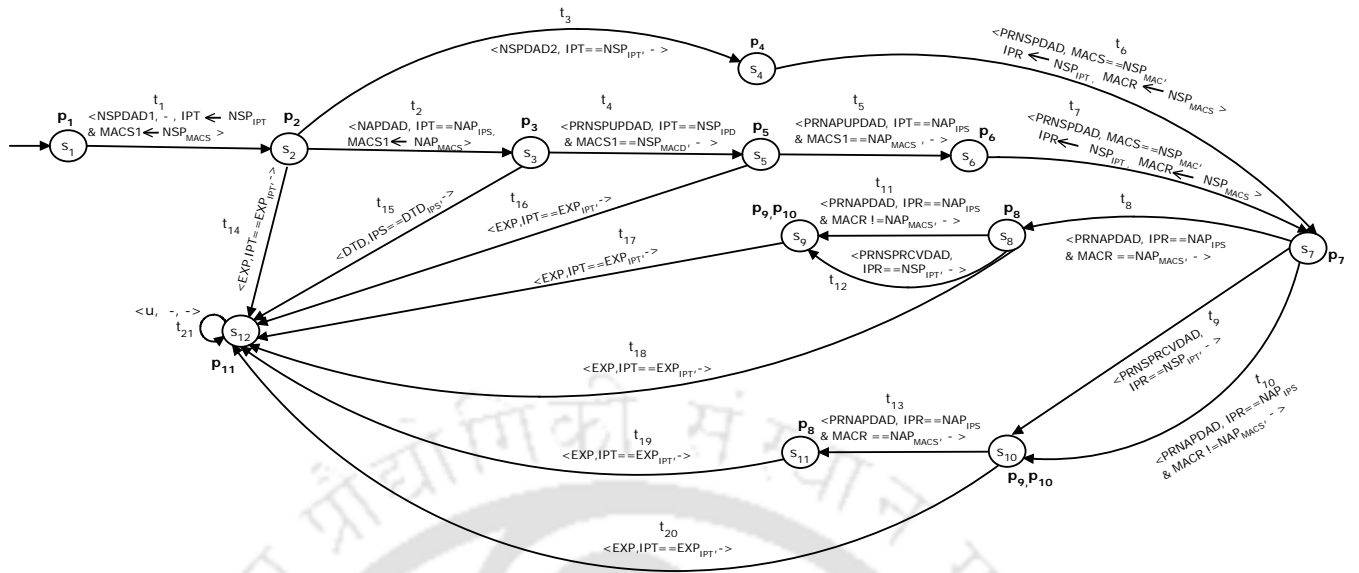 t3
<NSPDAD2, IPT==NSPIPT, - >
p4
s4
t6
<PRNSPDAD, MACS==NSPMAC,
IPR ← NSPIPT, MACR ← NSPMACS >
t1
p1
<NSPDAD1, - , IPT ← NSPIPT
& MACS1 ← NSPMACS >
s1
p2
s2
t2
<NAPDAD, IPT==NAPIPS,
MACS1 ← NAPMACS >
p3
s3
t4
<PRNSPUPDAD, IPT==NSPIPD
& MACS1==NSPMACD, - >
p5
s5
t5
<PRNAPUPDAD, IPT==NAPIPS
& MACS1==NAPMACS, - >
p6
s6
t7
<PRNSPDAD, MACS==NSPMAC,
IPR ← NSPIPT, MACR ← NSPMACS >
t14
<EXP,IPT==EXPIPT, ->
t15
<DTD,IPS==DTDIPS, ->
t16
<EXP,IPT==EXPIPT, ->
t17
<EXP,IPT==EXPIPT, ->
t11
<PRNAPDAD, IPR==NAPIPS
& MACR !=NAPMACS, - >
p9,p10
s9
p8
s8
t8
<PRNAPDAD, IPR==NAPIPS
& MACR ==NAPMACS, - >
s7
p7
<PRNSPRCVDAD,
IPR==NSPIPT, - >
t12
<u, -, ->
t21
s12
p11
t9
<PRNSPRCVDAD,
IPR==NSPIPT, - >
t18
<EXP,IPT==EXPIPT, ->
t10
<PRNAPDAD, IPR==NAPIPS
& MACR !=NAPMACS, - >
t13
<PRNAPDAD, IPR==NAPIPS
& MACR ==NAPMACS, - >
p8
s11
s10
p9,p10
t19
<EXP,IPT==EXPIPT, ->
t20
<EXP,IPT==EXPIPT, ->